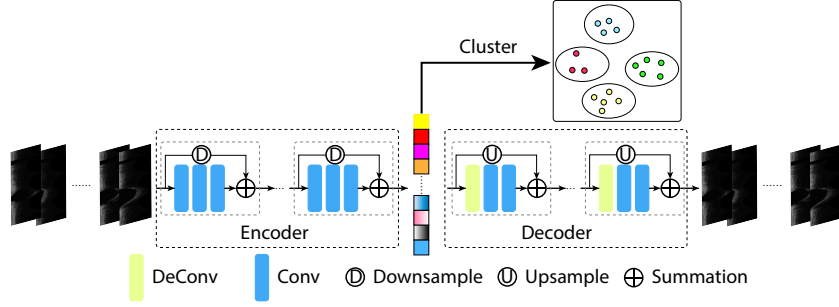 Cluster
D
D
U
U
Encoder
Decoder
DeConv
Conv
D Downsample
U Upsample
Summation